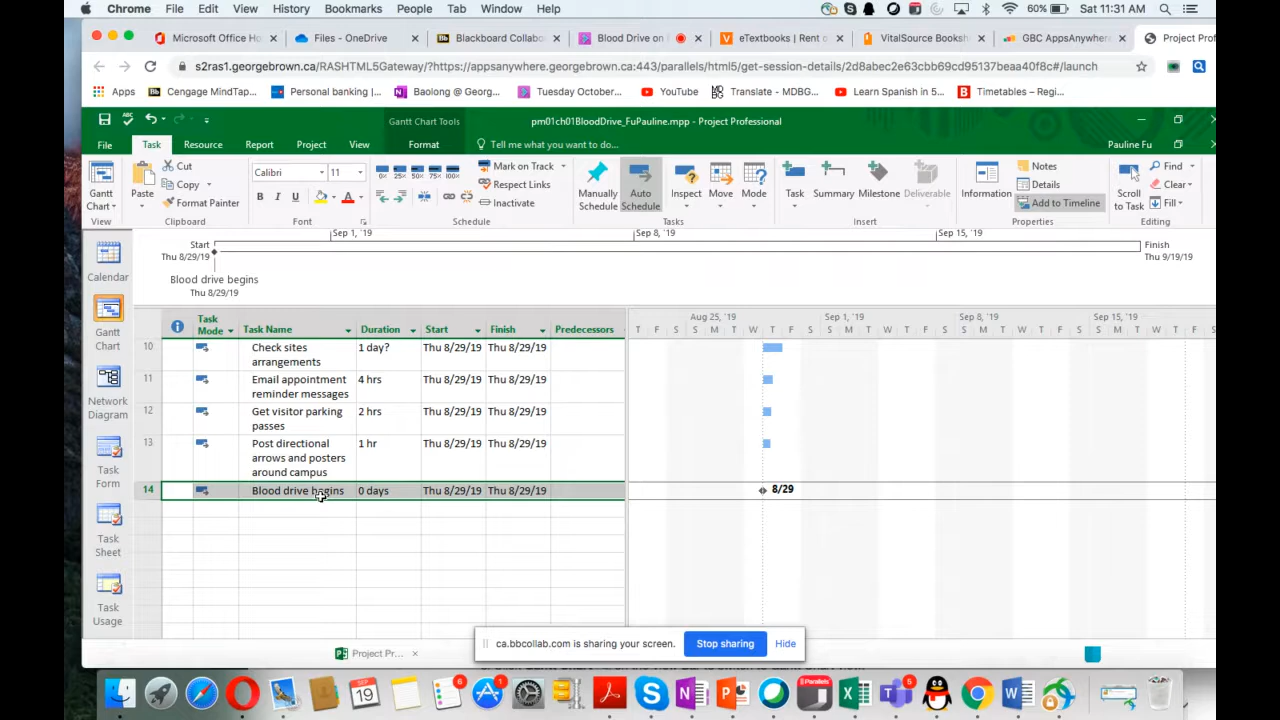 Chrome File Edit View History Bookmarks People Tab Window Help 60% Sat 11:31 AM
Microsoft Office Ho Files - OneDrive Blackboard Collabo Blood Drive on eTextbooks | Rent o VitalSource Booksh GBC AppsAnywhere Project Prof
s2ras1.georgebrown.ca/RASHTML5Gateway/?https://appsanywhere.georgebrown.ca:443/parallels/html5/get-session-details/2d8abec2e63cbb69cd95137beaa40f8c#/launch
Apps Cengage MindTap... Personal banking |... Baolong @ Georg... Tuesday October... YouTube Translate - MDBG... Learn Spanish in 5... Timetables – Regi...
Gantt Chart Tools pm01ch01BloodDrive_FuPauline.mpp - Project Professional
File Task Resource Report Project View Format Tell me what you want to do... Pauline Fu
Gantt Chart
View
Paste
Cut
Copy
Format Painter
Clipboard
Calibri 11
B I U A
Font
0% 25% 50% 75% 100%
Mark on Track
Respect Links
Inactivate
Schedule
Manually Schedule
Auto Schedule
Inspect
Move
Mode
Tasks
Task
Summary
Milestone
Deliverable
Insert
Information
Notes
Details
Add to Timeline
Properties
Scroll to Task
Find
Clear
Fill
Editing
Sep 1, '19 Sep 8, '19 Sep 15, '19
Start
Thu 8/29/19
Finish
Thu 9/19/19
Blood drive begins
Thu 8/29/19
Calendar
Gantt Chart
Network Diagram
Task Form
Task Sheet
Task Usage
Task Mode Task Name Duration Start Finish Predecessors
Aug 25, '19 Sep 1, '19 Sep 8, '19 Sep 15, '19
T F S M T W T F S M T W T F S M T W T F S M T W T F S
10 Check sites arrangements 1 day? Thu 8/29/19 Thu 8/29/19
11 Email appointment reminder messages 4 hrs Thu 8/29/19 Thu 8/29/19
12 Get visitor parking passes 2 hrs Thu 8/29/19 Thu 8/29/19
13 Post directional arrows and posters around campus 1 hr Thu 8/29/19 Thu 8/29/19
14 Blood drive begins 0 days Thu 8/29/19 Thu 8/29/19 8/29
ca.bbcollab.com is sharing your screen. Stop sharing Hide
Project Pr...
SEP 19 6 5
Parallels